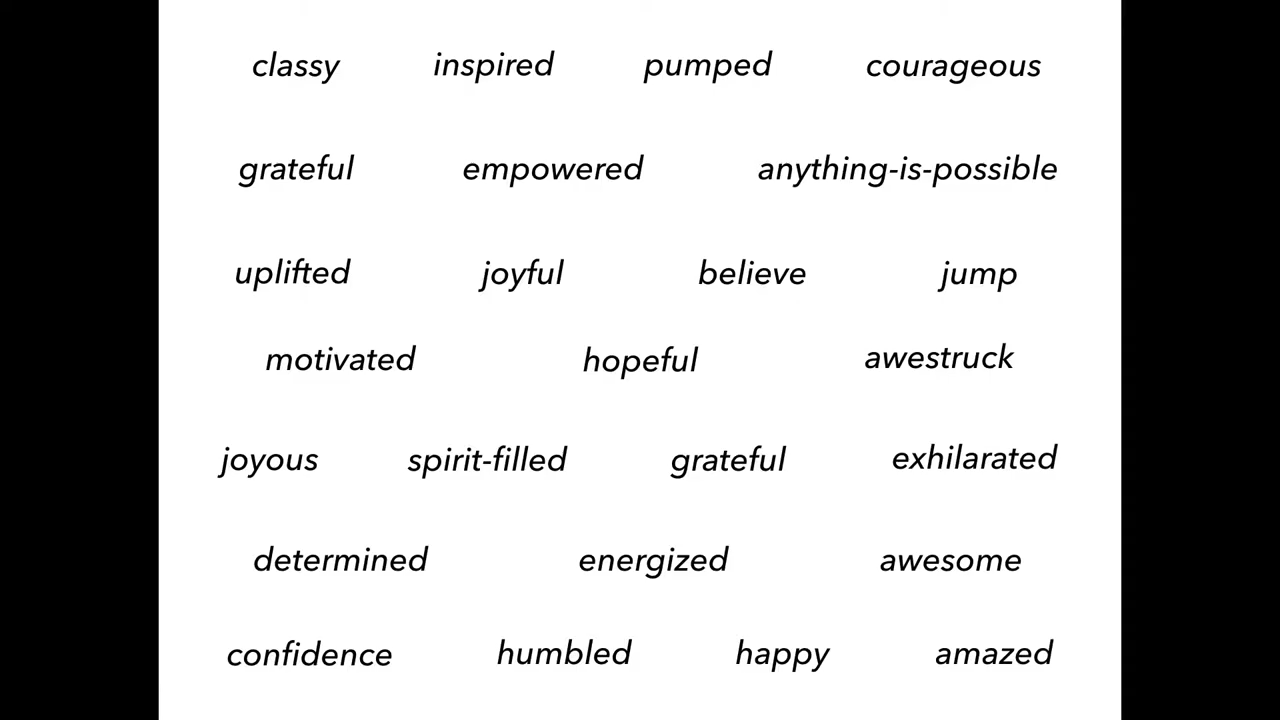 classy inspired pumped courageous
grateful empowered anything-is-possible
uplifted joyful believe jump
motivated hopeful awestruck
joyous spirit-filled grateful exhilarated
determined energized awesome
confidence humbled happy amazed